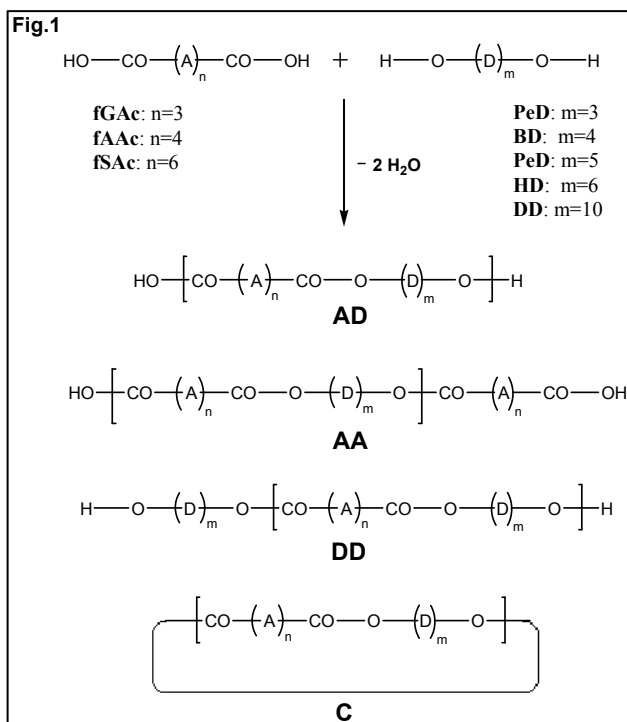 Fig.1
HO—CO—(A)n—CO—OH + H—O—(D)m—O—H
fGAc: n=3
fAAc: n=4
fSAc: n=6
PeD: m=3
BD: m=4
PeD: m=5
HD: m=6
DD: m=10
− 2 H₂O
HO—[CO—(A)n—CO—O—(D)m—O]—H
AD
HO—[CO—(A)n—CO—O—(D)m—O]—CO—(A)n—CO—OH
AA
H—O—(D)m—O—[CO—(A)n—CO—O—(D)m—O]—H
DD
[CO—(A)n—CO—O—(D)m—O]
C